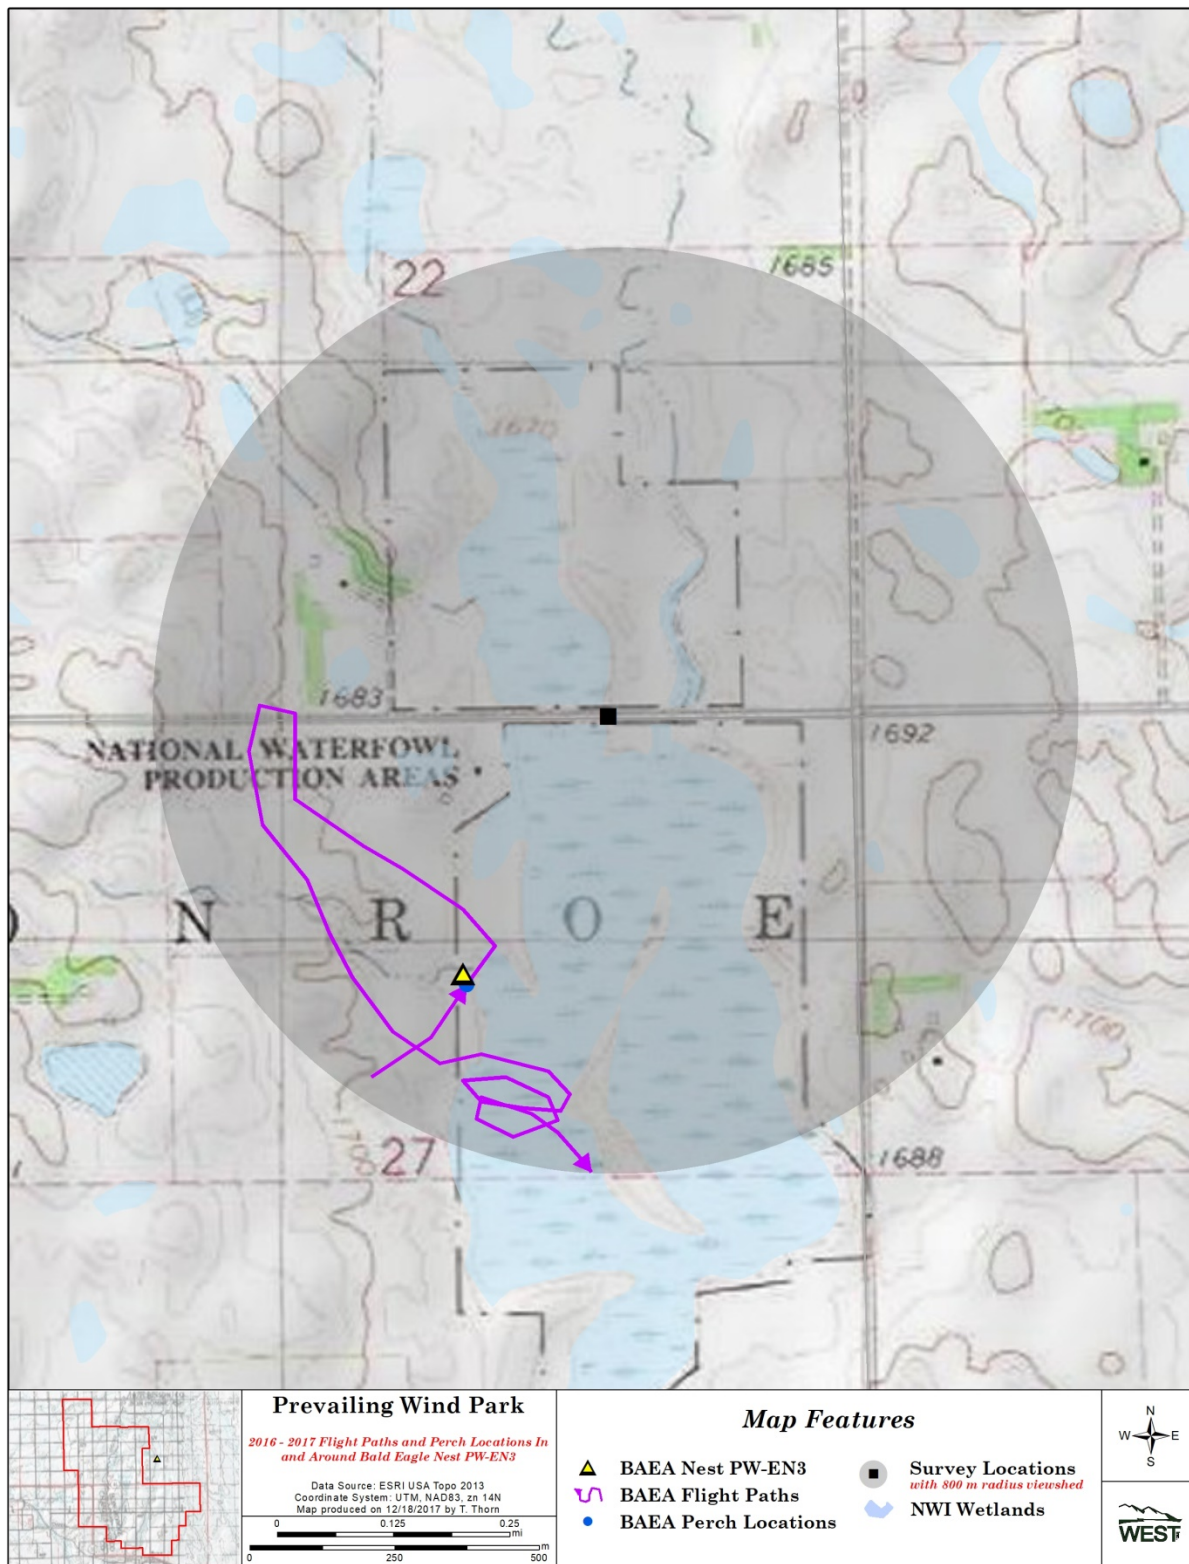 22
1685
1670
1683
1692
NATIONAL WATERFOWL
PRODUCTION AREAS
N R O E
1700
27
1688
Prevailing Wind Park
2016 - 2017 Flight Paths and Perch Locations In
and Around Bald Eagle Nest PW-EN3
Data Source: ESRI USA Topo 2013
Coordinate System: UTM, NAD83, zn 14N
Map produced on 12/18/2017 by T. Thorn
0 0.125 0.25
mi
m
0 250 500
Map Features
BAEA Nest PW-EN3
BAEA Flight Paths
BAEA Perch Locations
Survey Locations
with 800 m radius viewshed
NWI Wetlands
N
W E
S
WEST